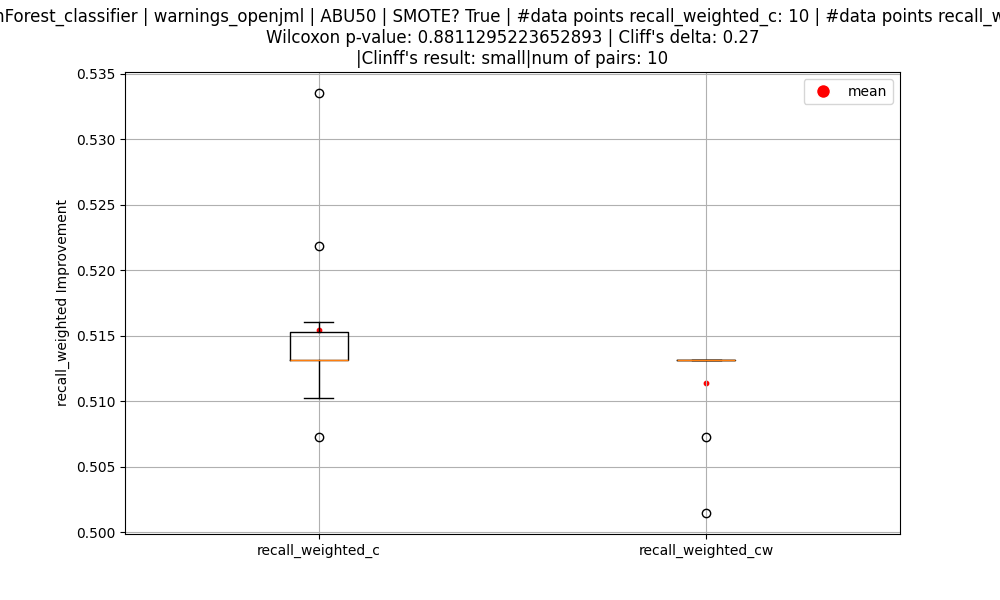 nForest_classifier | warnings_openjml | ABU50 | SMOTE? True | #data points recall_weighted_c: 10 | #data points recall_w
Wilcoxon p-value: 0.8811295223652893 | Cliff's delta: 0.27
|Clinff's result: small|num of pairs: 10
mean
0.535
0.530
0.525
0.520
0.515
0.510
0.505
0.500
recall_weighted Improvement
recall_weighted_c
recall_weighted_cw